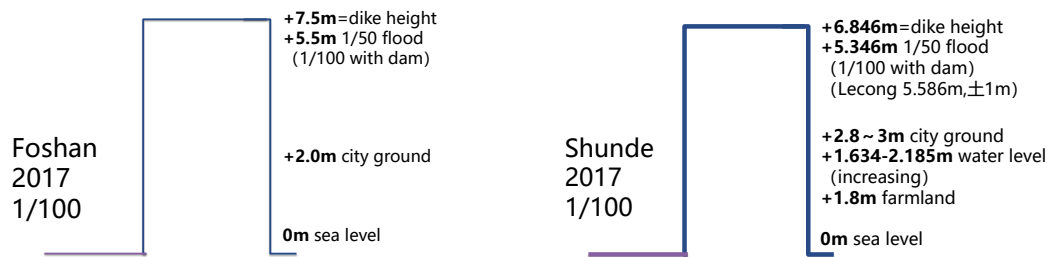 Foshan
2017
1/100
+7.5m=dike height
+5.5m 1/50 flood
(1/100 with dam)
+2.0m city ground
0m sea level
Shunde
2017
1/100
+6.846m=dike height
+5.346m 1/50 flood
(1/100 with dam)
(Lecong 5.586m,土1m)
+2.8～3m city ground
+1.634-2.185m water level
(increasing)
+1.8m farmland
0m sea level